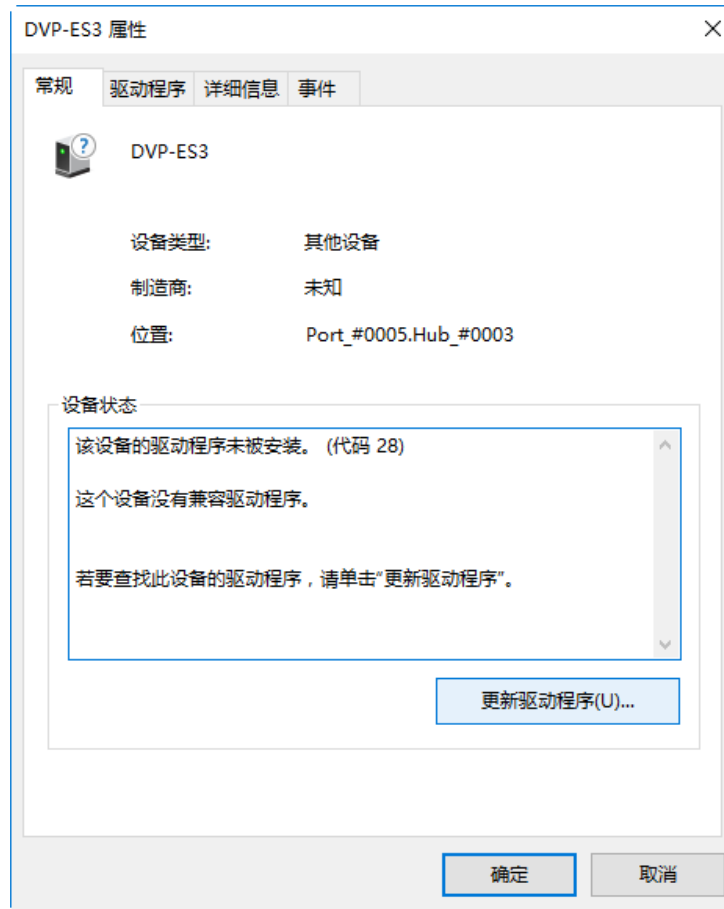 DVP-ES3 属性
常规 驱动程序 详细信息 事件
DVP-ES3
设备类型: 其他设备
制造商: 未知
位置: Port_#0005.Hub_#0003
设备状态
该设备的驱动程序未被安装。 (代码 28)
这个设备没有兼容驱动程序。
若要查找此设备的驱动程序，请单击“更新驱动程序”。
更新驱动程序(U)...
确定 取消